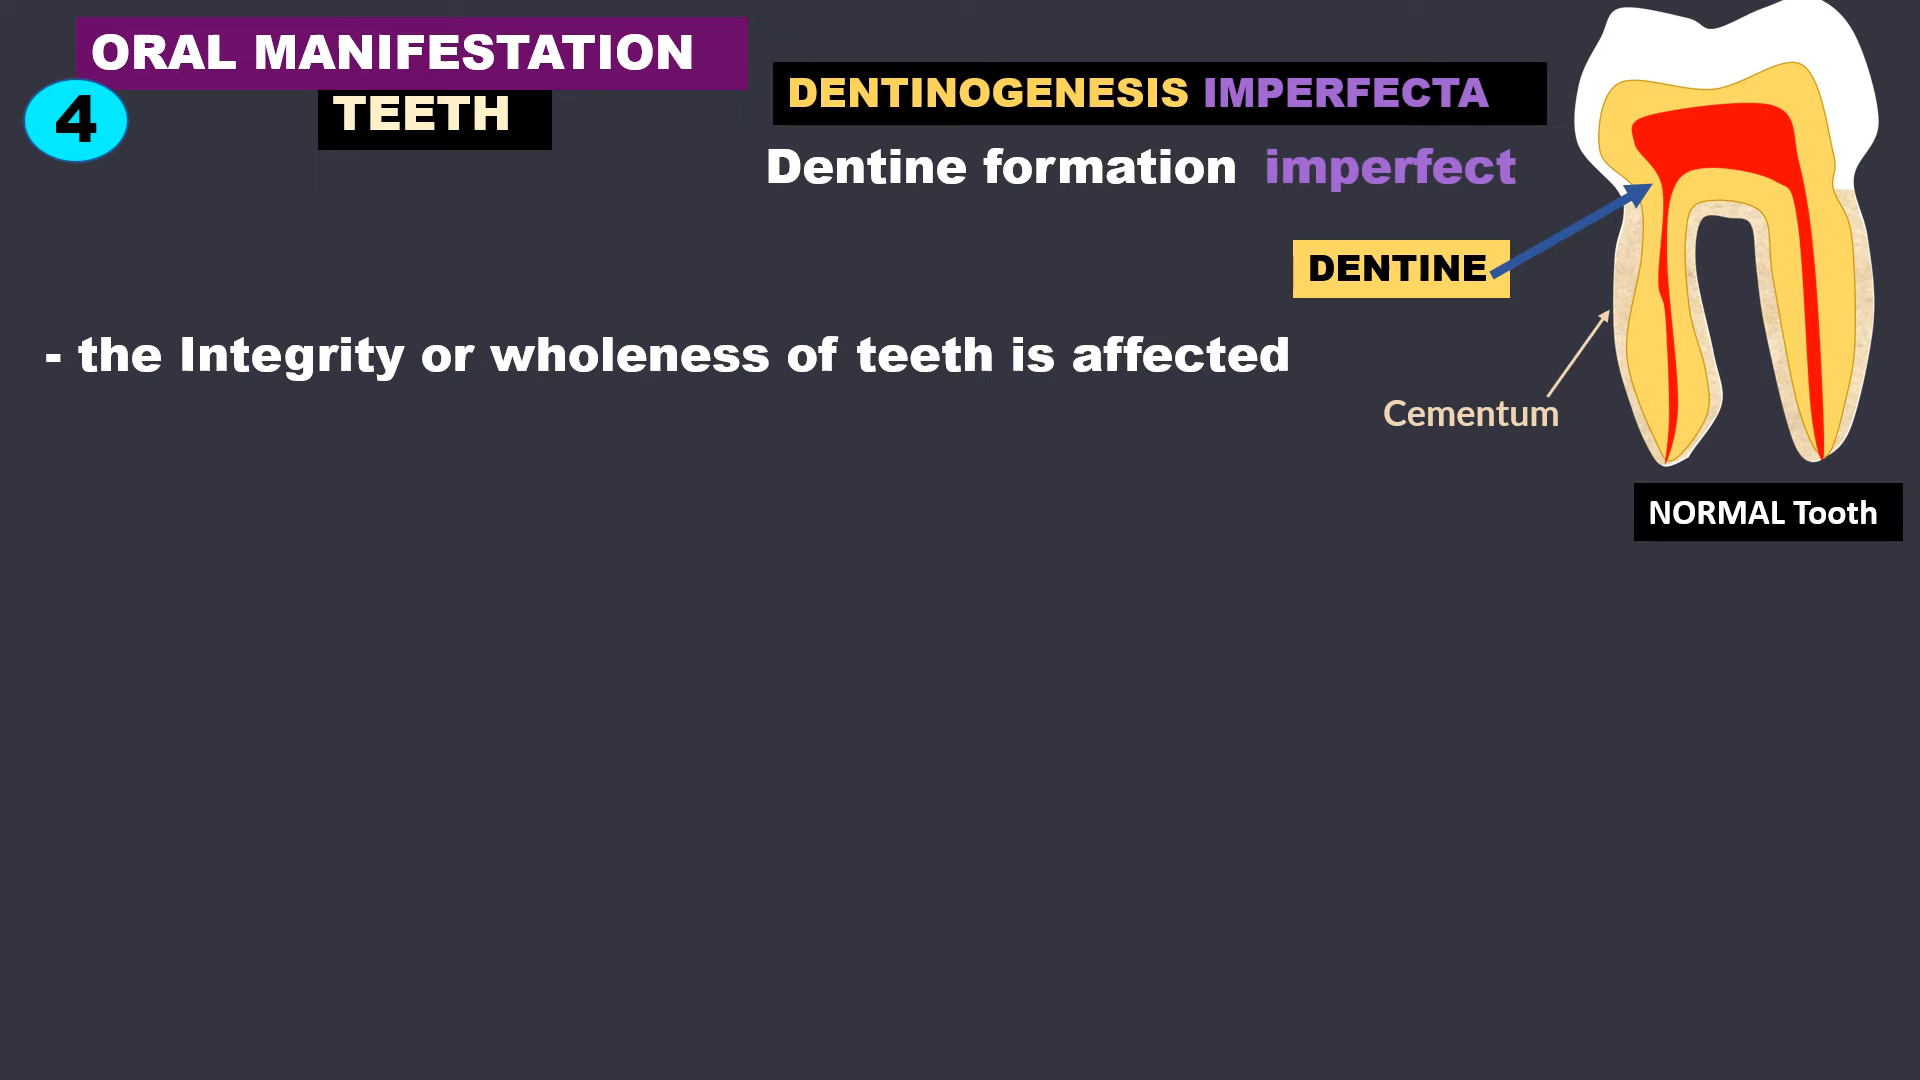 ORAL MANIFESTATION
4
TEETH
DENTINOGENESIS IMPERFECTA
Dentine formation imperfect
DENTINE
- the Integrity or wholeness of teeth is affected
Cementum
NORMAL Tooth